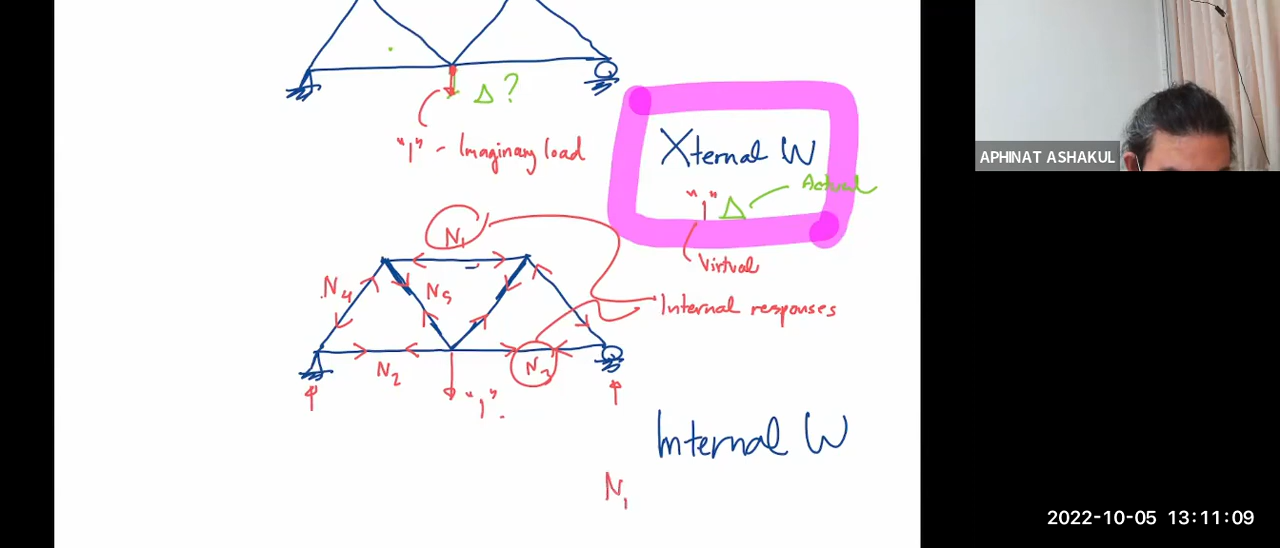 Δ ?
"1" - Imaginary load
Xternal W
"1" Δ
Actual
Virtual
N1
N4
N5
Internal responses
N2
N3
"1".
Internal W
N1
APHINAT ASHAKUL
2022-10-05 13:11:09